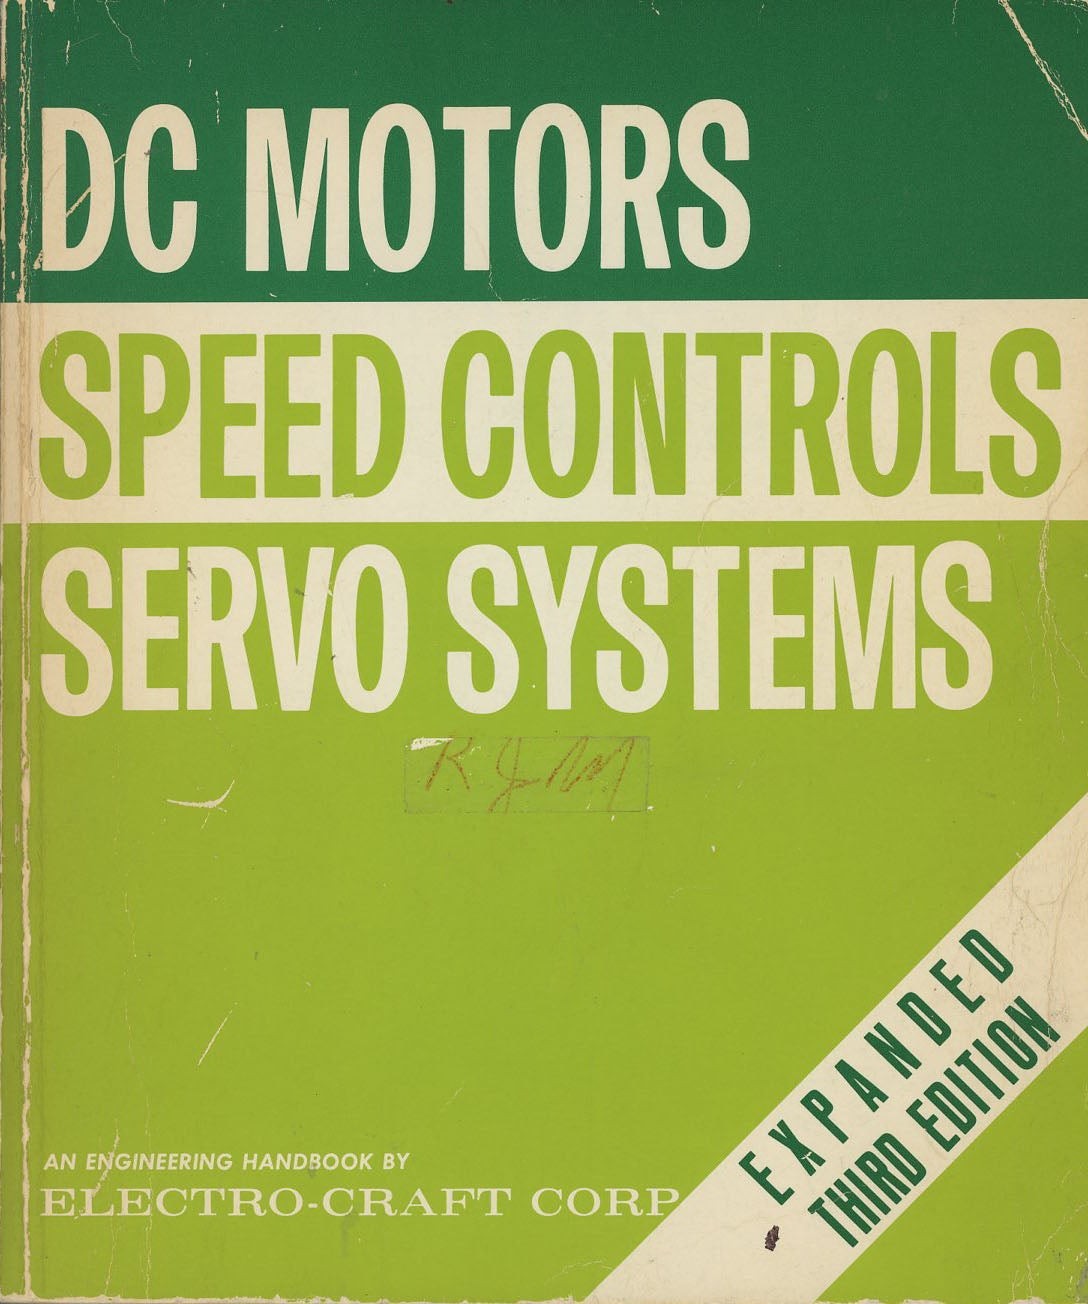 DC MOTORS
SPEED CONTROLS
SERVO SYSTEMS
R J M
AN ENGINEERING HANDBOOK BY
ELECTRO-CRAFT CORP
EXPANDED
THIRD EDITION